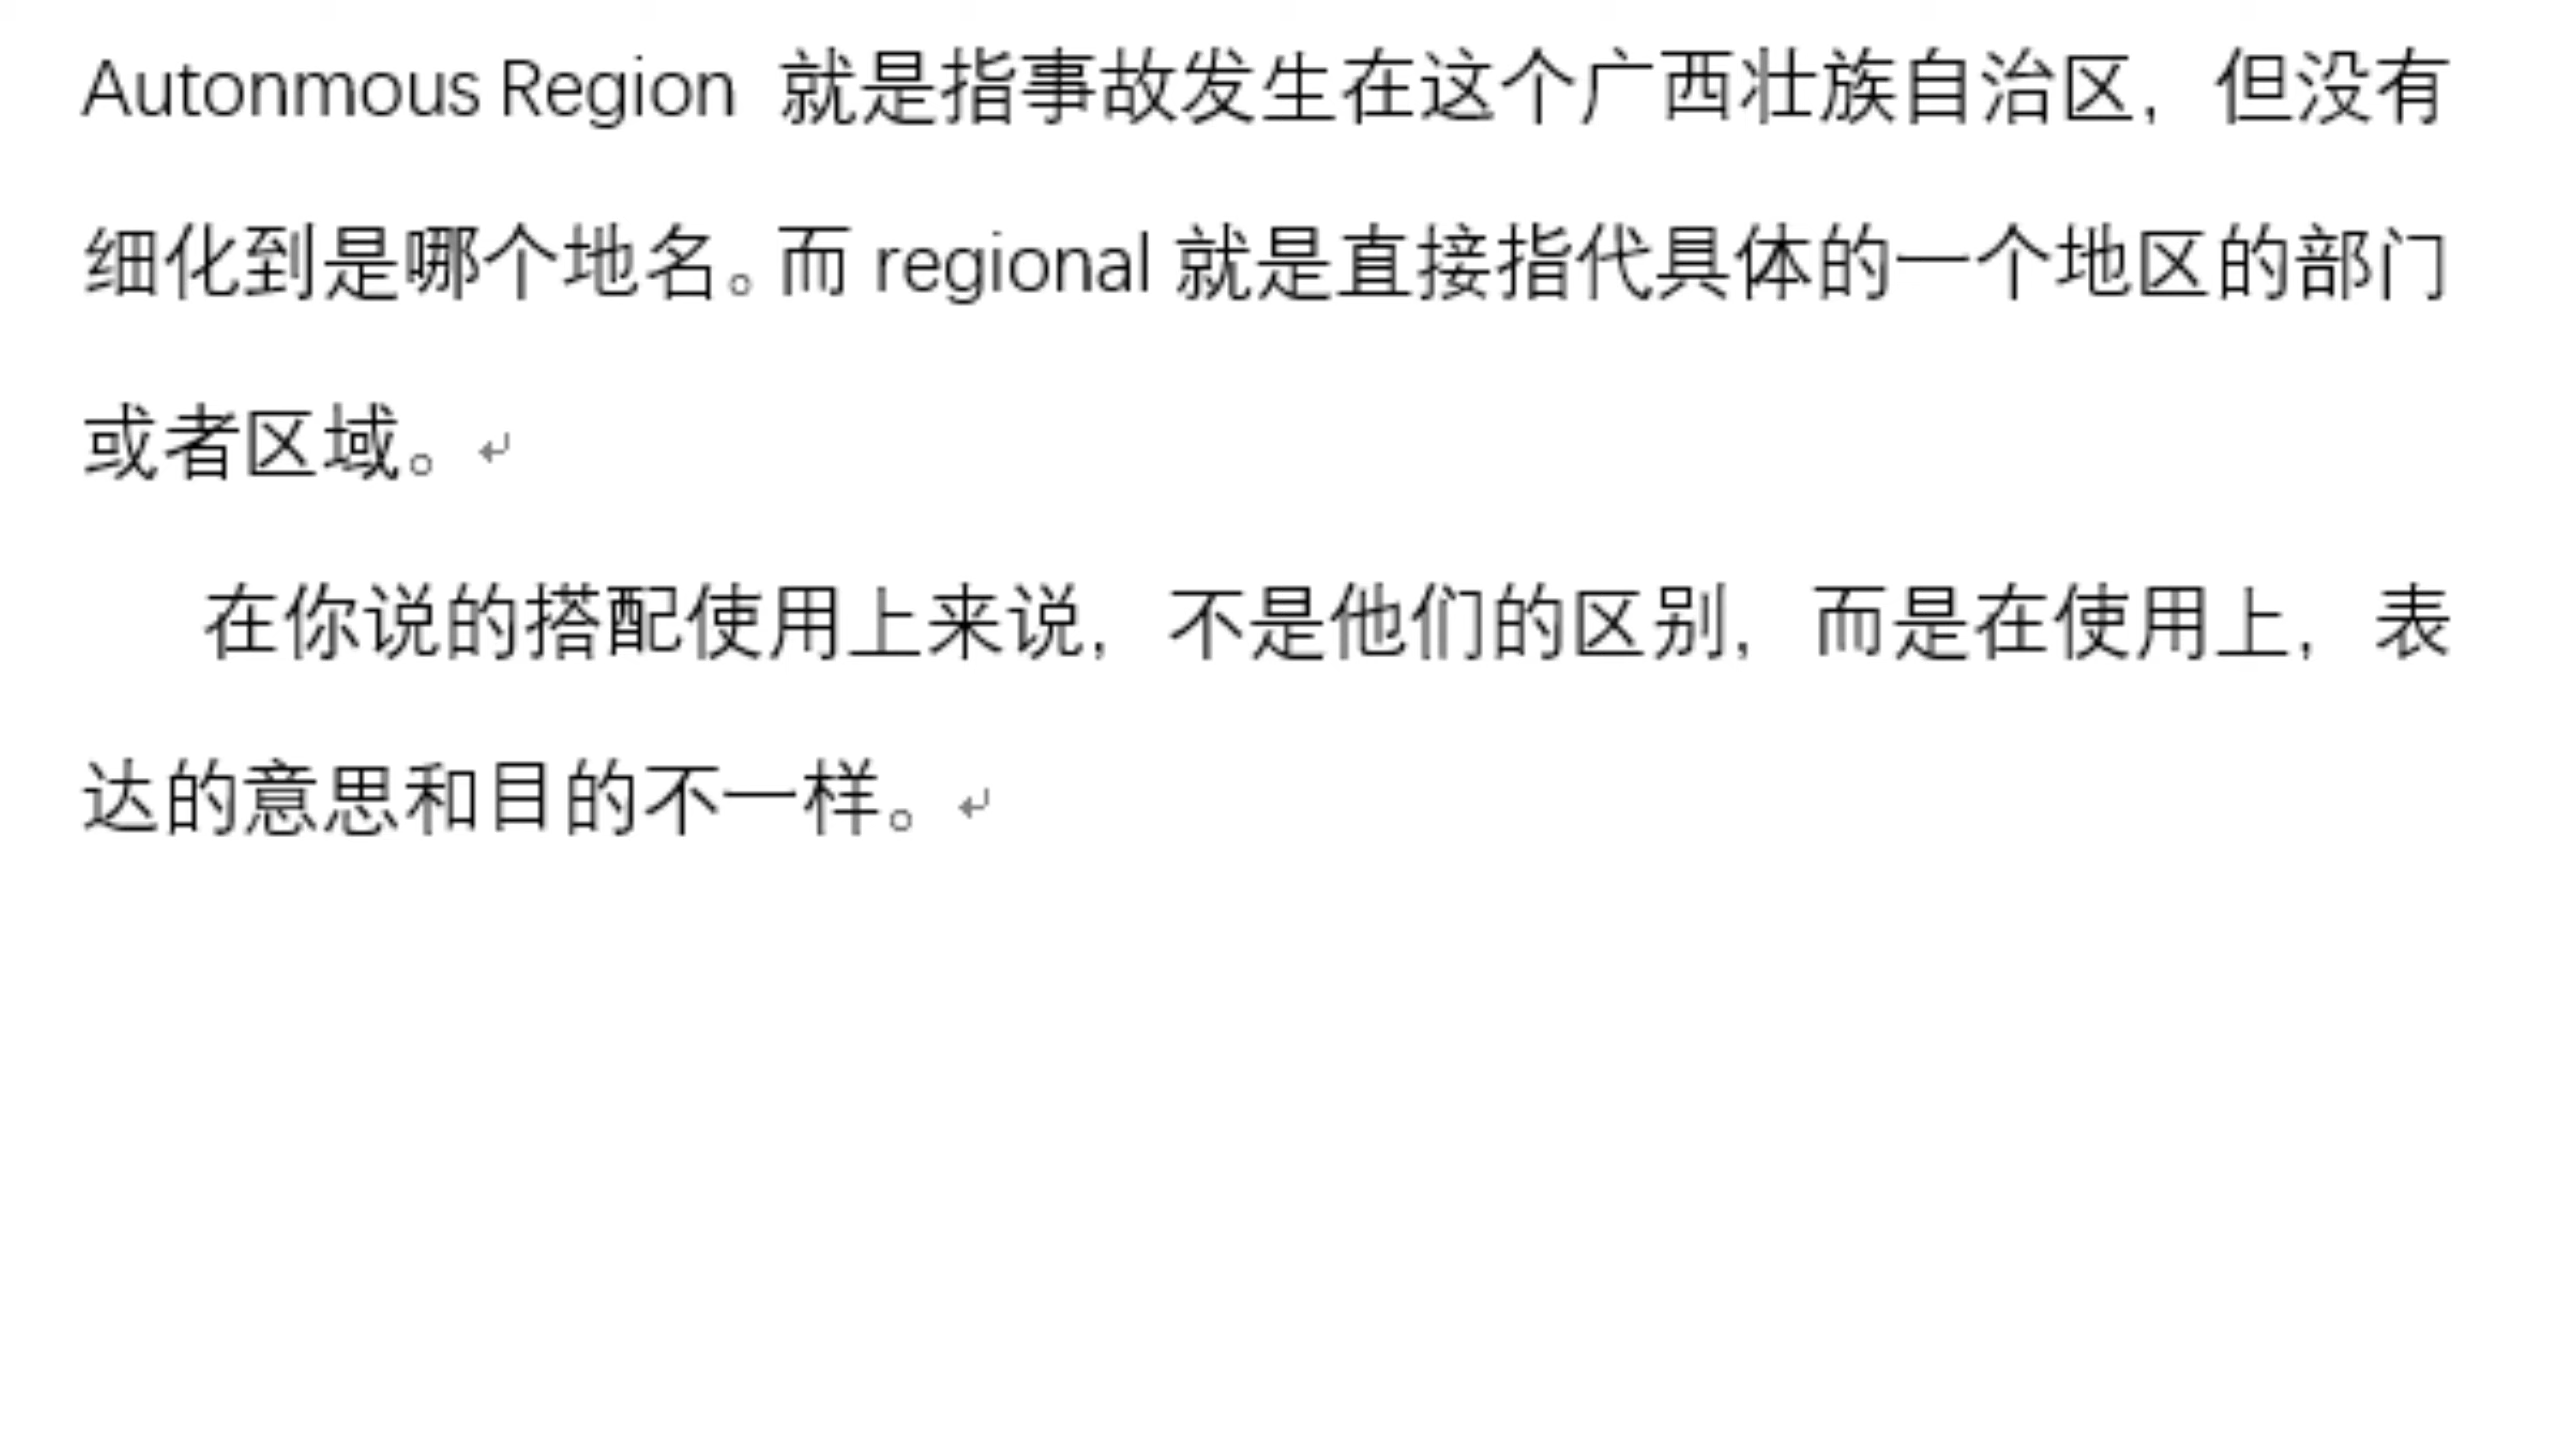 Autonmous Region 就是指事故发生在这个广西壮族自治区，但没有
细化到是哪个地名。而 regional 就是直接指代具体的一个地区的部门
或者区域。
在你说的搭配使用上来说，不是他们的区别，而是在使用上，表
达的意思和目的不一样。